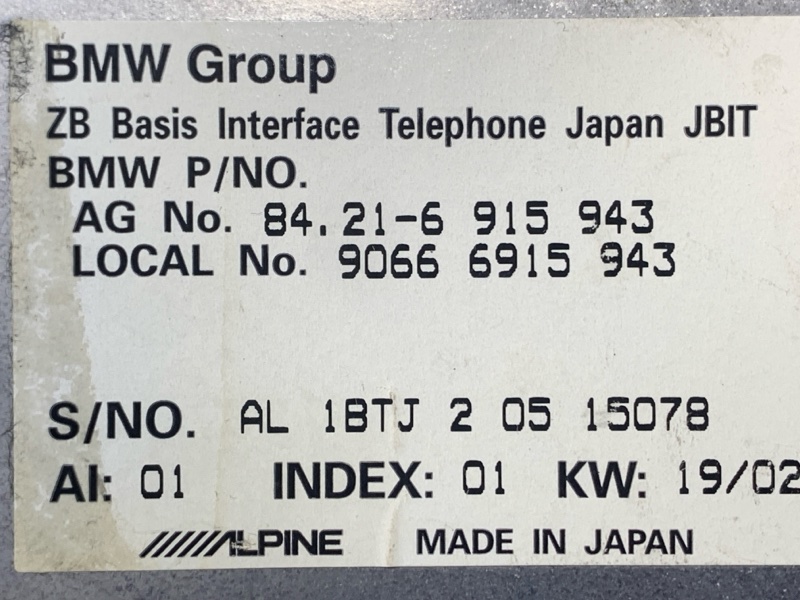 BMW Group
ZB Basis Interface Telephone Japan JBIT
BMW P/NO.
AG No. 84.21-6 915 943
LOCAL No. 9066 6915 943
S/NO. AL 1BTJ 2 05 15078
AI: 01 INDEX: 01 KW: 19/02
ALPINE MADE IN JAPAN